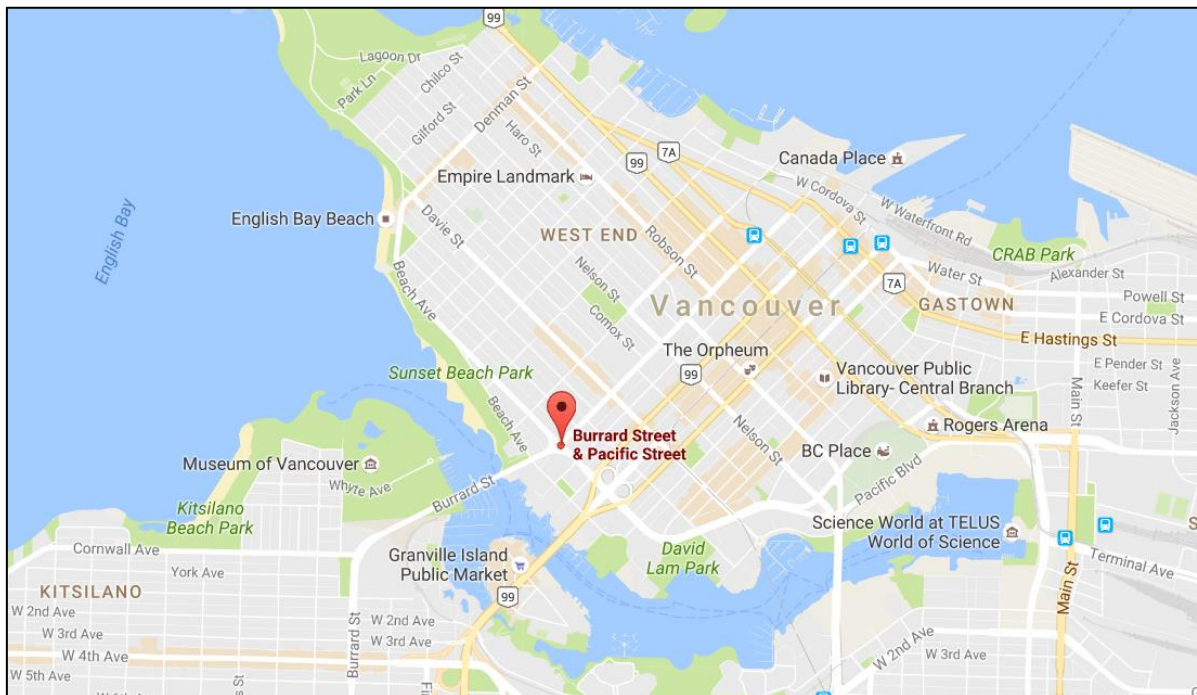 99
Lagoon Dr
Chilco St
Park Ln
Denman St
Gilford St
Haro St
99
7A
Canada Place
W Cordova St
Empire Landmark
W Waterfront Rd
English Bay Beach
Davie St
WEST END
Robson St
English Bay
CRAB Park
Alexander St
Water St
Nelson St
Beach Ave
7A
Powell St
Vancouver
GASTOWN
E Cordova St
Comox St
E Hastings St
The Orpheum
E Pender St
Vancouver Public
Library- Central Branch
Sunset Beach Park
99
Keefer St
Main St
Jackson Ave
Beach Ave
Burrard Street
& Pacific Street
Nelson St
Rogers Arena
BC Place
Museum of Vancouver
Whyte Ave
Burrard St
Pacific Blvd
Kitsilano
Beach Park
Science World at TELUS
World of Science
Cornwall Ave
Granville Island
Public Market
David
Lam Park
Terminal Ave
York Ave
KITSILANO
99
Main St
W 2nd Ave
W 2nd Ave
W 3rd Ave
W 3rd Ave
Burrard St
W 4th Ave
W 2nd Ave
W 3rd Ave
W 5th Ave